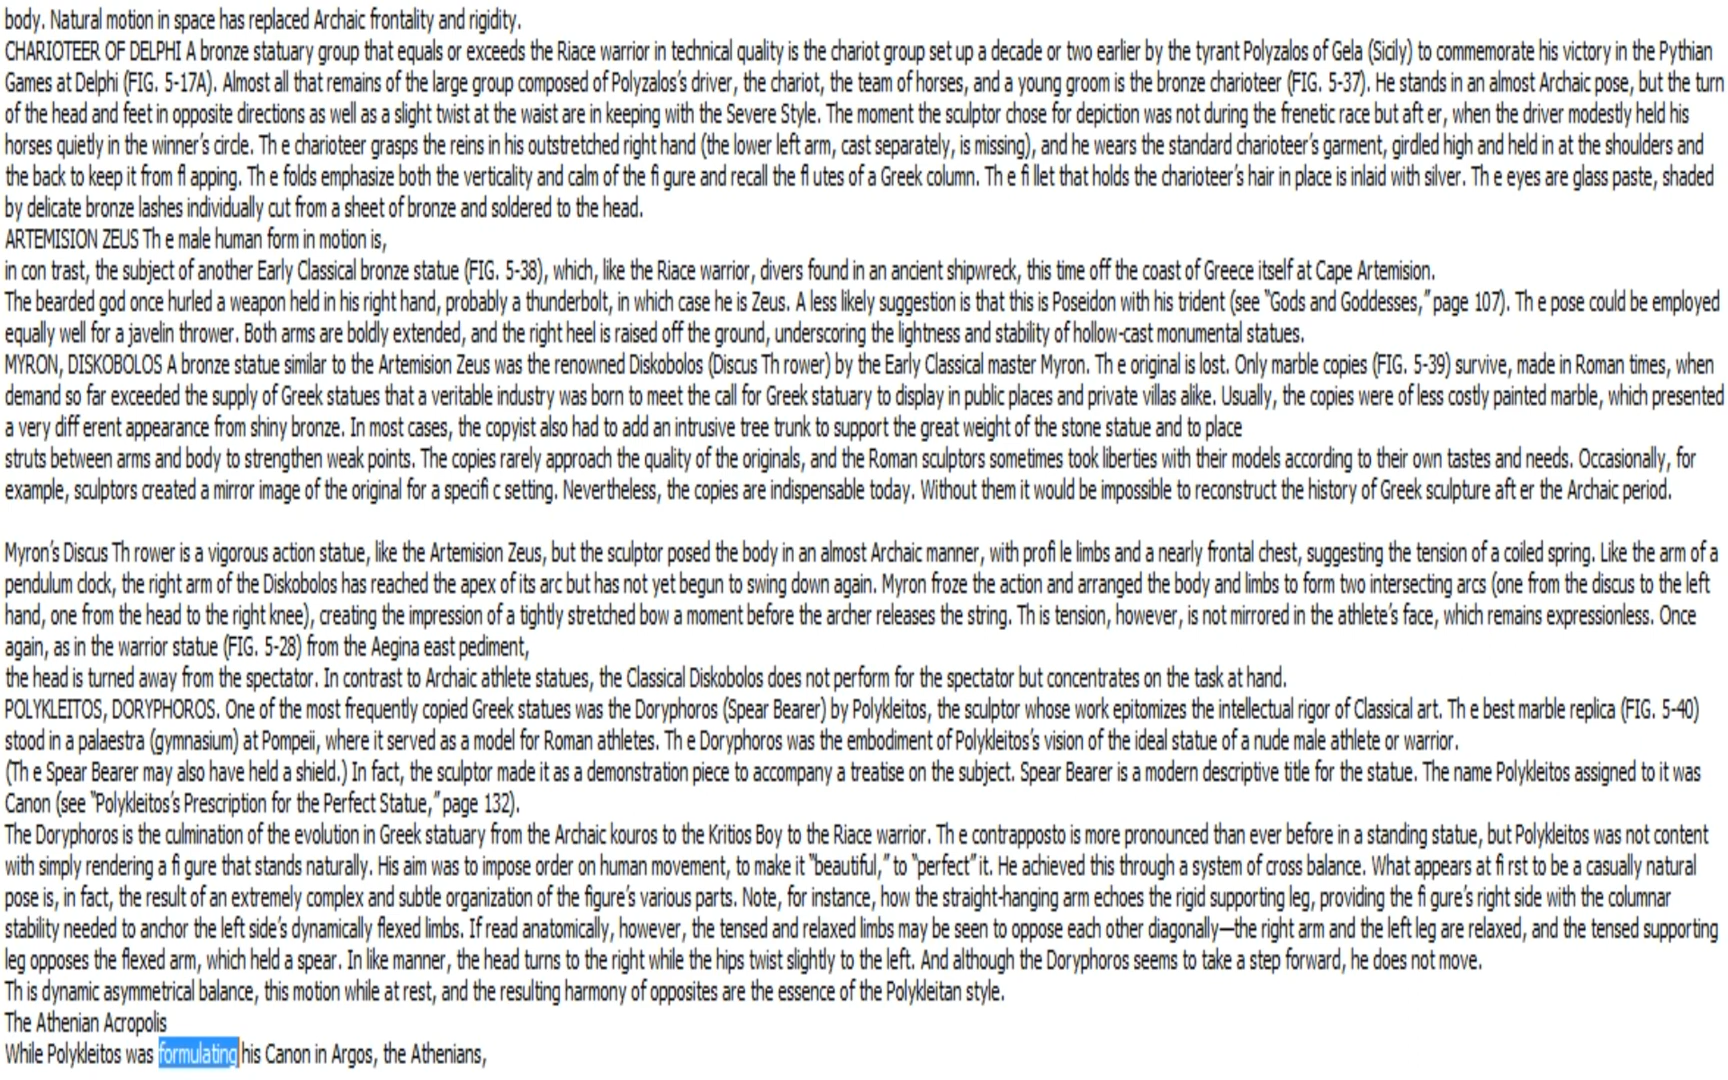 body. Natural motion in space has replaced Archaic frontality and rigidity.
CHARIOTEER OF DELPHI A bronze statuary group that equals or exceeds the Riace warrior in technical quality is the chariot group set up a decade or two earlier by the tyrant Polyzalos of Gela (Sicily) to commemorate his victory in the Pythian
Games at Delphi (FIG. 5-17A). Almost all that remains of the large group composed of Polyzalos’s driver, the chariot, the team of horses, and a young groom is the bronze charioteer (FIG. 5-37). He stands in an almost Archaic pose, but the turn
of the head and feet in opposite directions as well as a slight twist at the waist are in keeping with the Severe Style. The moment the sculptor chose for depiction was not during the frenetic race but aft er, when the driver modestly held his
horses quietly in the winner’s circle. Th e charioteer grasps the reins in his outstretched right hand (the lower left arm, cast separately, is missing), and he wears the standard charioteer’s garment, girdled high and held in at the shoulders and
the back to keep it from fl apping. Th e folds emphasize both the verticality and calm of the fi gure and recall the fl utes of a Greek column. Th e fi llet that holds the charioteer’s hair in place is inlaid with silver. Th e eyes are glass paste, shaded
by delicate bronze lashes individually cut from a sheet of bronze and soldered to the head.
ARTEMISION ZEUS Th e male human form in motion is,
in con trast, the subject of another Early Classical bronze statue (FIG. 5-38), which, like the Riace warrior, divers found in an ancient shipwreck, this time off the coast of Greece itself at Cape Artemision.
The bearded god once hurled a weapon held in his right hand, probably a thunderbolt, in which case he is Zeus. A less likely suggestion is that this is Poseidon with his trident (see “Gods and Goddesses,” page 107). Th e pose could be employed
equally well for a javelin thrower. Both arms are boldly extended, and the right heel is raised off the ground, underscoring the lightness and stability of hollow-cast monumental statues.
MYRON, DISKOBOLOS A bronze statue similar to the Artemision Zeus was the renowned Diskobolos (Discus Th rower) by the Early Classical master Myron. Th e original is lost. Only marble copies (FIG. 5-39) survive, made in Roman times, when
demand so far exceeded the supply of Greek statues that a veritable industry was born to meet the call for Greek statuary to display in public places and private villas alike. Usually, the copies were of less costly painted marble, which presented
a very diff erent appearance from shiny bronze. In most cases, the copyist also had to add an intrusive tree trunk to support the great weight of the stone statue and to place
struts between arms and body to strengthen weak points. The copies rarely approach the quality of the originals, and the Roman sculptors sometimes took liberties with their models according to their own tastes and needs. Occasionally, for
example, sculptors created a mirror image of the original for a specifi c setting. Nevertheless, the copies are indispensable today. Without them it would be impossible to reconstruct the history of Greek sculpture aft er the Archaic period.
Myron’s Discus Th rower is a vigorous action statue, like the Artemision Zeus, but the sculptor posed the body in an almost Archaic manner, with profi le limbs and a nearly frontal chest, suggesting the tension of a coiled spring. Like the arm of a
pendulum clock, the right arm of the Diskobolos has reached the apex of its arc but has not yet begun to swing down again. Myron froze the action and arranged the body and limbs to form two intersecting arcs (one from the discus to the left
hand, one from the head to the right knee), creating the impression of a tightly stretched bow a moment before the archer releases the string. Th is tension, however, is not mirrored in the athlete’s face, which remains expressionless. Once
again, as in the warrior statue (FIG. 5-28) from the Aegina east pediment,
the head is turned away from the spectator. In contrast to Archaic athlete statues, the Classical Diskobolos does not perform for the spectator but concentrates on the task at hand.
POLYKLEITOS, DORYPHOROS. One of the most frequently copied Greek statues was the Doryphoros (Spear Bearer) by Polykleitos, the sculptor whose work epitomizes the intellectual rigor of Classical art. Th e best marble replica (FIG. 5-40)
stood in a palaestra (gymnasium) at Pompeii, where it served as a model for Roman athletes. Th e Doryphoros was the embodiment of Polykleitos’s vision of the ideal statue of a nude male athlete or warrior.
(Th e Spear Bearer may also have held a shield.) In fact, the sculptor made it as a demonstration piece to accompany a treatise on the subject. Spear Bearer is a modern descriptive title for the statue. The name Polykleitos assigned to it was
Canon (see “Polykleitos’s Prescription for the Perfect Statue,” page 132).
The Doryphoros is the culmination of the evolution in Greek statuary from the Archaic kouros to the Kritios Boy to the Riace warrior. Th e contrapposto is more pronounced than ever before in a standing statue, but Polykleitos was not content
with simply rendering a fi gure that stands naturally. His aim was to impose order on human movement, to make it “beautiful,” to “perfect” it. He achieved this through a system of cross balance. What appears at fi rst to be a casually natural
pose is, in fact, the result of an extremely complex and subtle organization of the figure’s various parts. Note, for instance, how the straight-hanging arm echoes the rigid supporting leg, providing the fi gure’s right side with the columnar
stability needed to anchor the left side’s dynamically flexed limbs. If read anatomically, however, the tensed and relaxed limbs may be seen to oppose each other diagonally—the right arm and the left leg are relaxed, and the tensed supporting
leg opposes the flexed arm, which held a spear. In like manner, the head turns to the right while the hips twist slightly to the left. And although the Doryphoros seems to take a step forward, he does not move.
Th is dynamic asymmetrical balance, this motion while at rest, and the resulting harmony of opposites are the essence of the Polykleitan style.
The Athenian Acropolis
While Polykleitos was formulating his Canon in Argos, the Athenians,